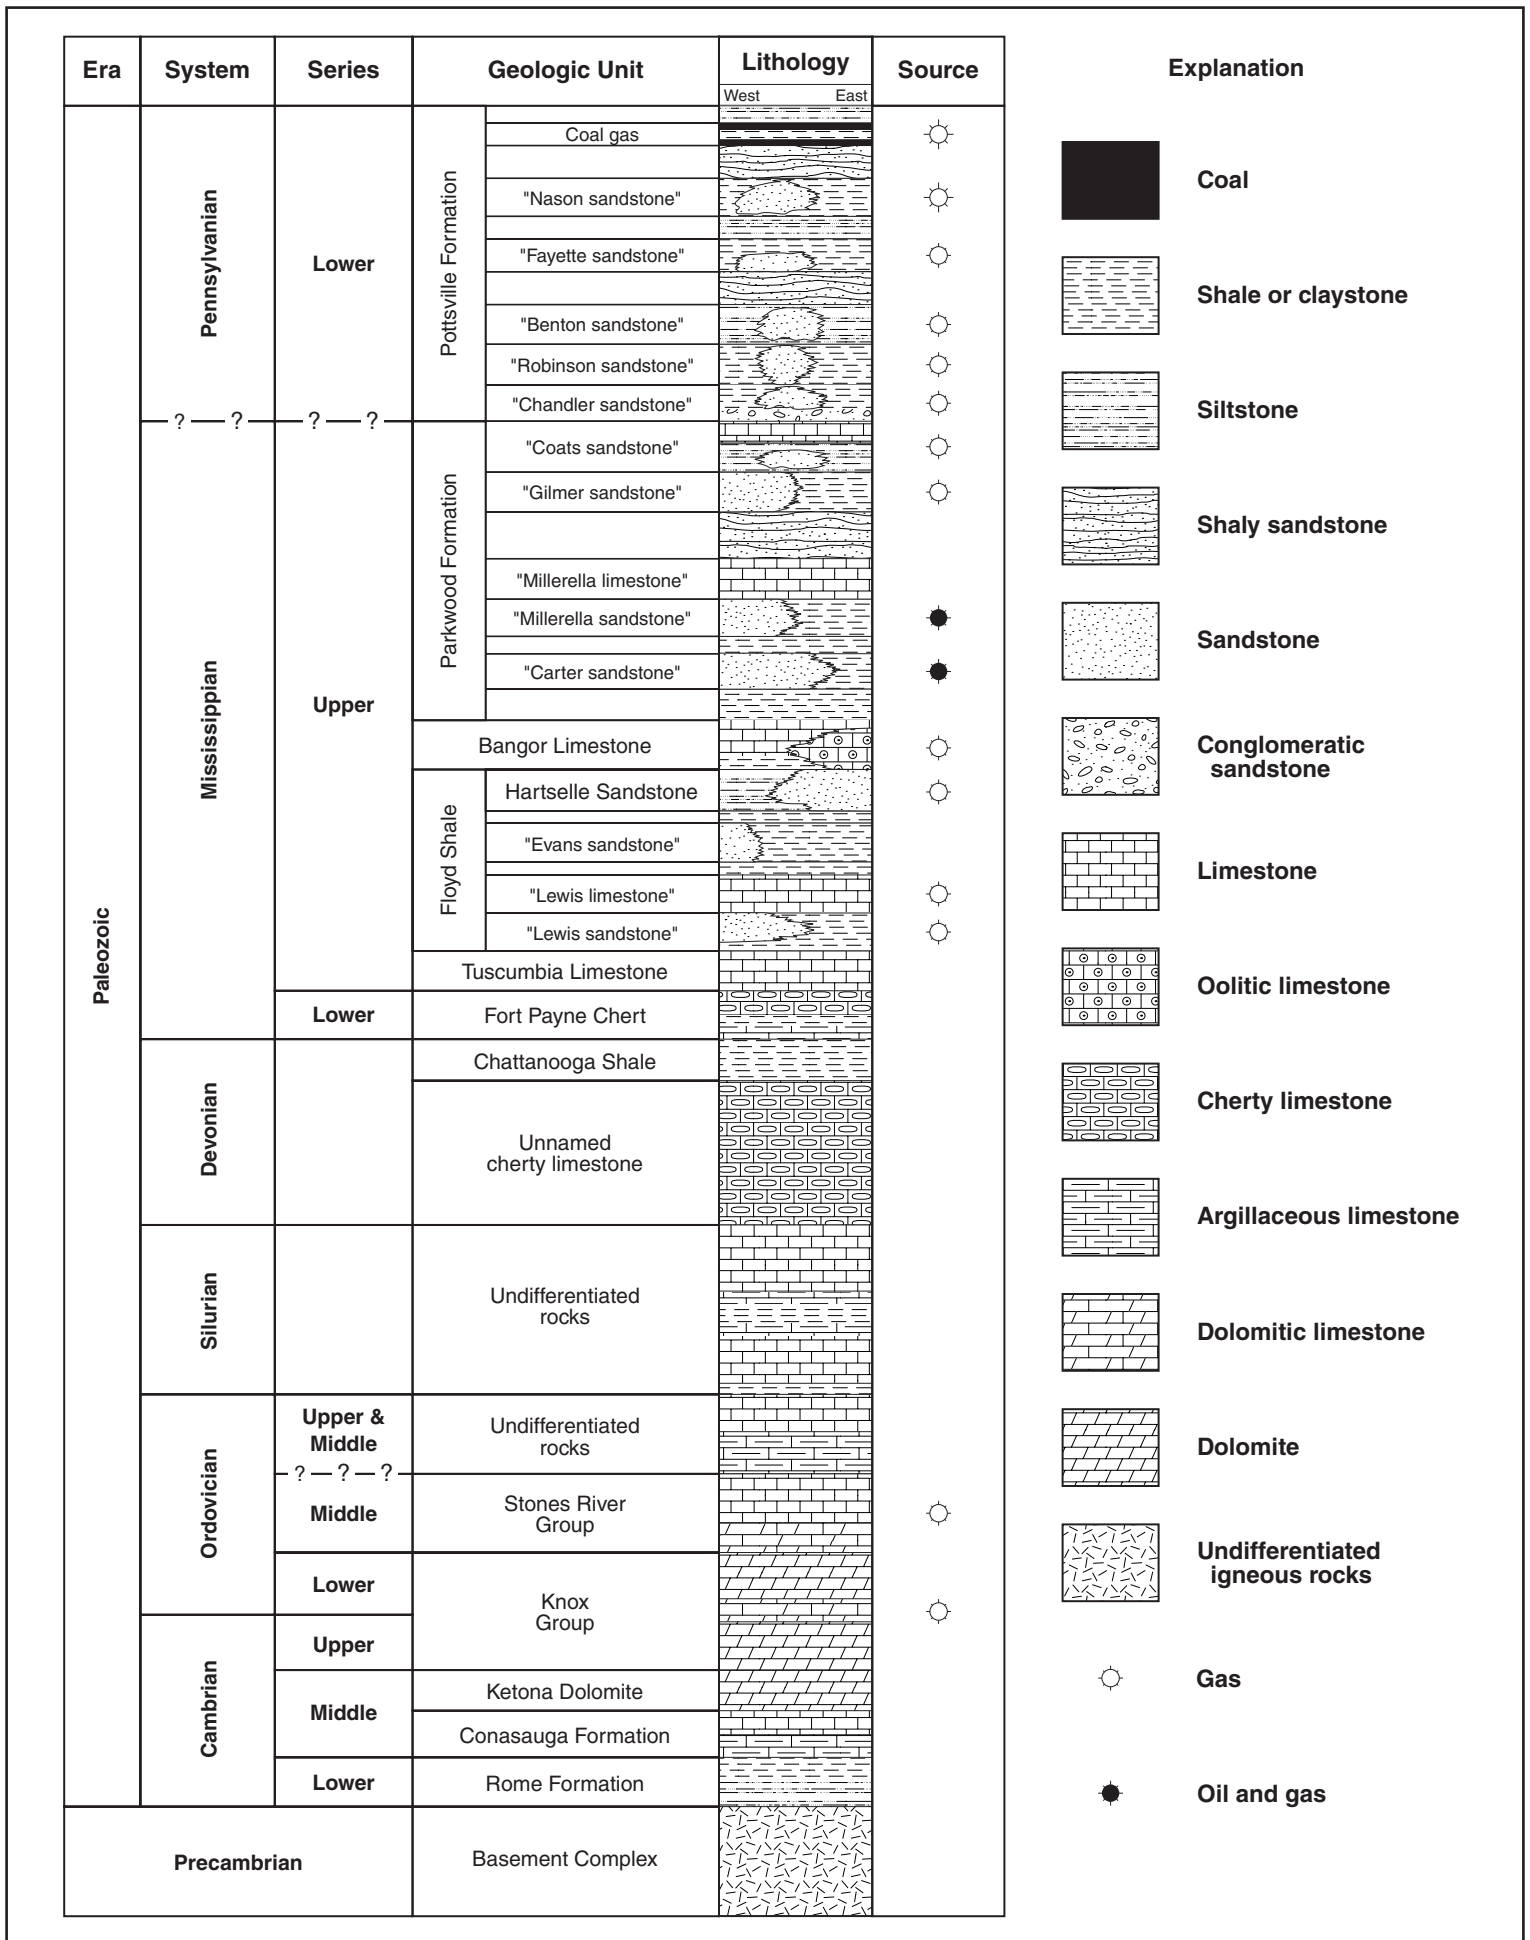 Era
System
Series
Geologic Unit
Lithology
West East
Source
Paleozoic
Pennsylvanian
Lower
Pottsville Formation
Coal gas
"Nason sandstone"
"Fayette sandstone"
"Benton sandstone"
"Robinson sandstone"
"Chandler sandstone"
? ? ? ?
Mississippian
Upper
Parkwood Formation
"Coats sandstone"
"Gilmer sandstone"
"Millerella limestone"
"Millerella sandstone"
"Carter sandstone"
Bangor Limestone
Floyd Shale
Hartselle Sandstone
"Evans sandstone"
"Lewis limestone"
"Lewis sandstone"
Tuscumbia Limestone
Lower
Fort Payne Chert
Devonian
Chattanooga Shale
Unnamed
cherty limestone
Silurian
Undifferentiated
rocks
Ordovician
Upper &
Middle
Undifferentiated
rocks
? ? ?
Middle
Stones River
Group
Lower
Knox
Group
Cambrian
Upper
Middle
Ketona Dolomite
Conasauga Formation
Lower
Rome Formation
Precambrian
Basement Complex
Explanation
Coal
Shale or claystone
Siltstone
Shaly sandstone
Sandstone
Conglomeratic
sandstone
Limestone
Oolitic limestone
Cherty limestone
Argillaceous limestone
Dolomitic limestone
Dolomite
Undifferentiated
igneous rocks
Gas
Oil and gas